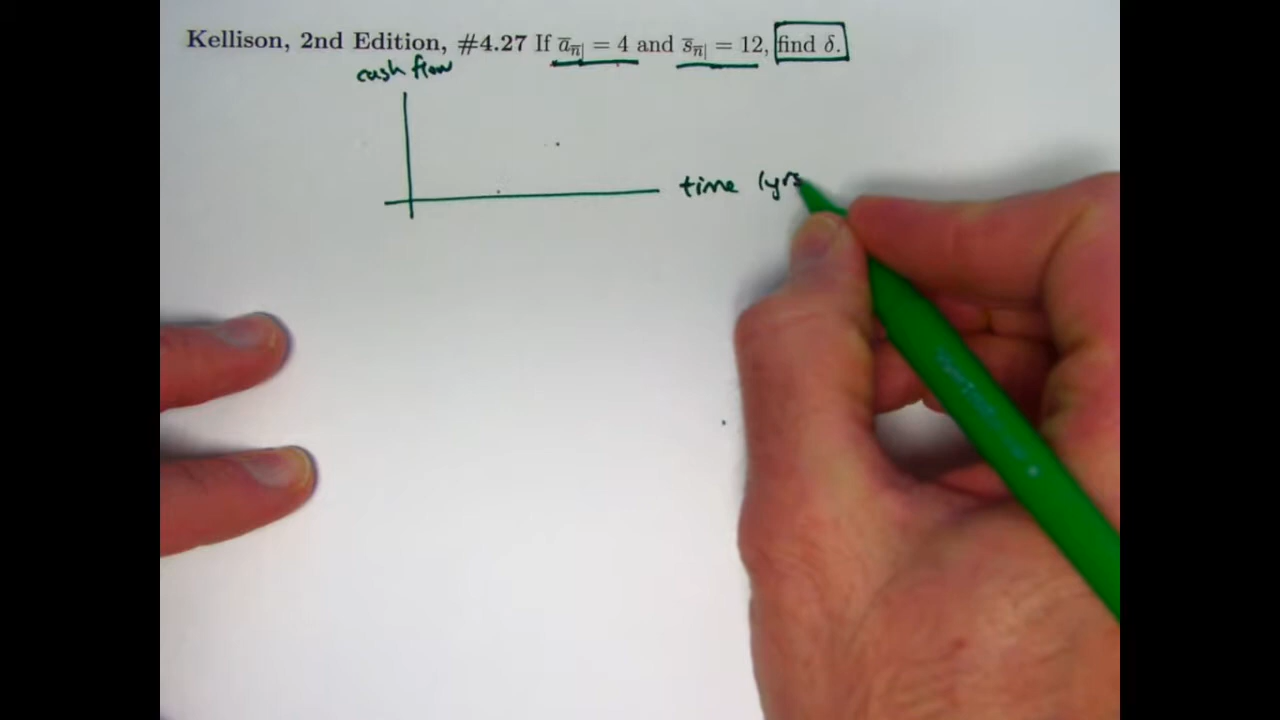 Kellison, 2nd Edition, #4.27 If a̅n̅| = 4 and s̅n̅| = 12, find δ.
cash flow
time (yrs